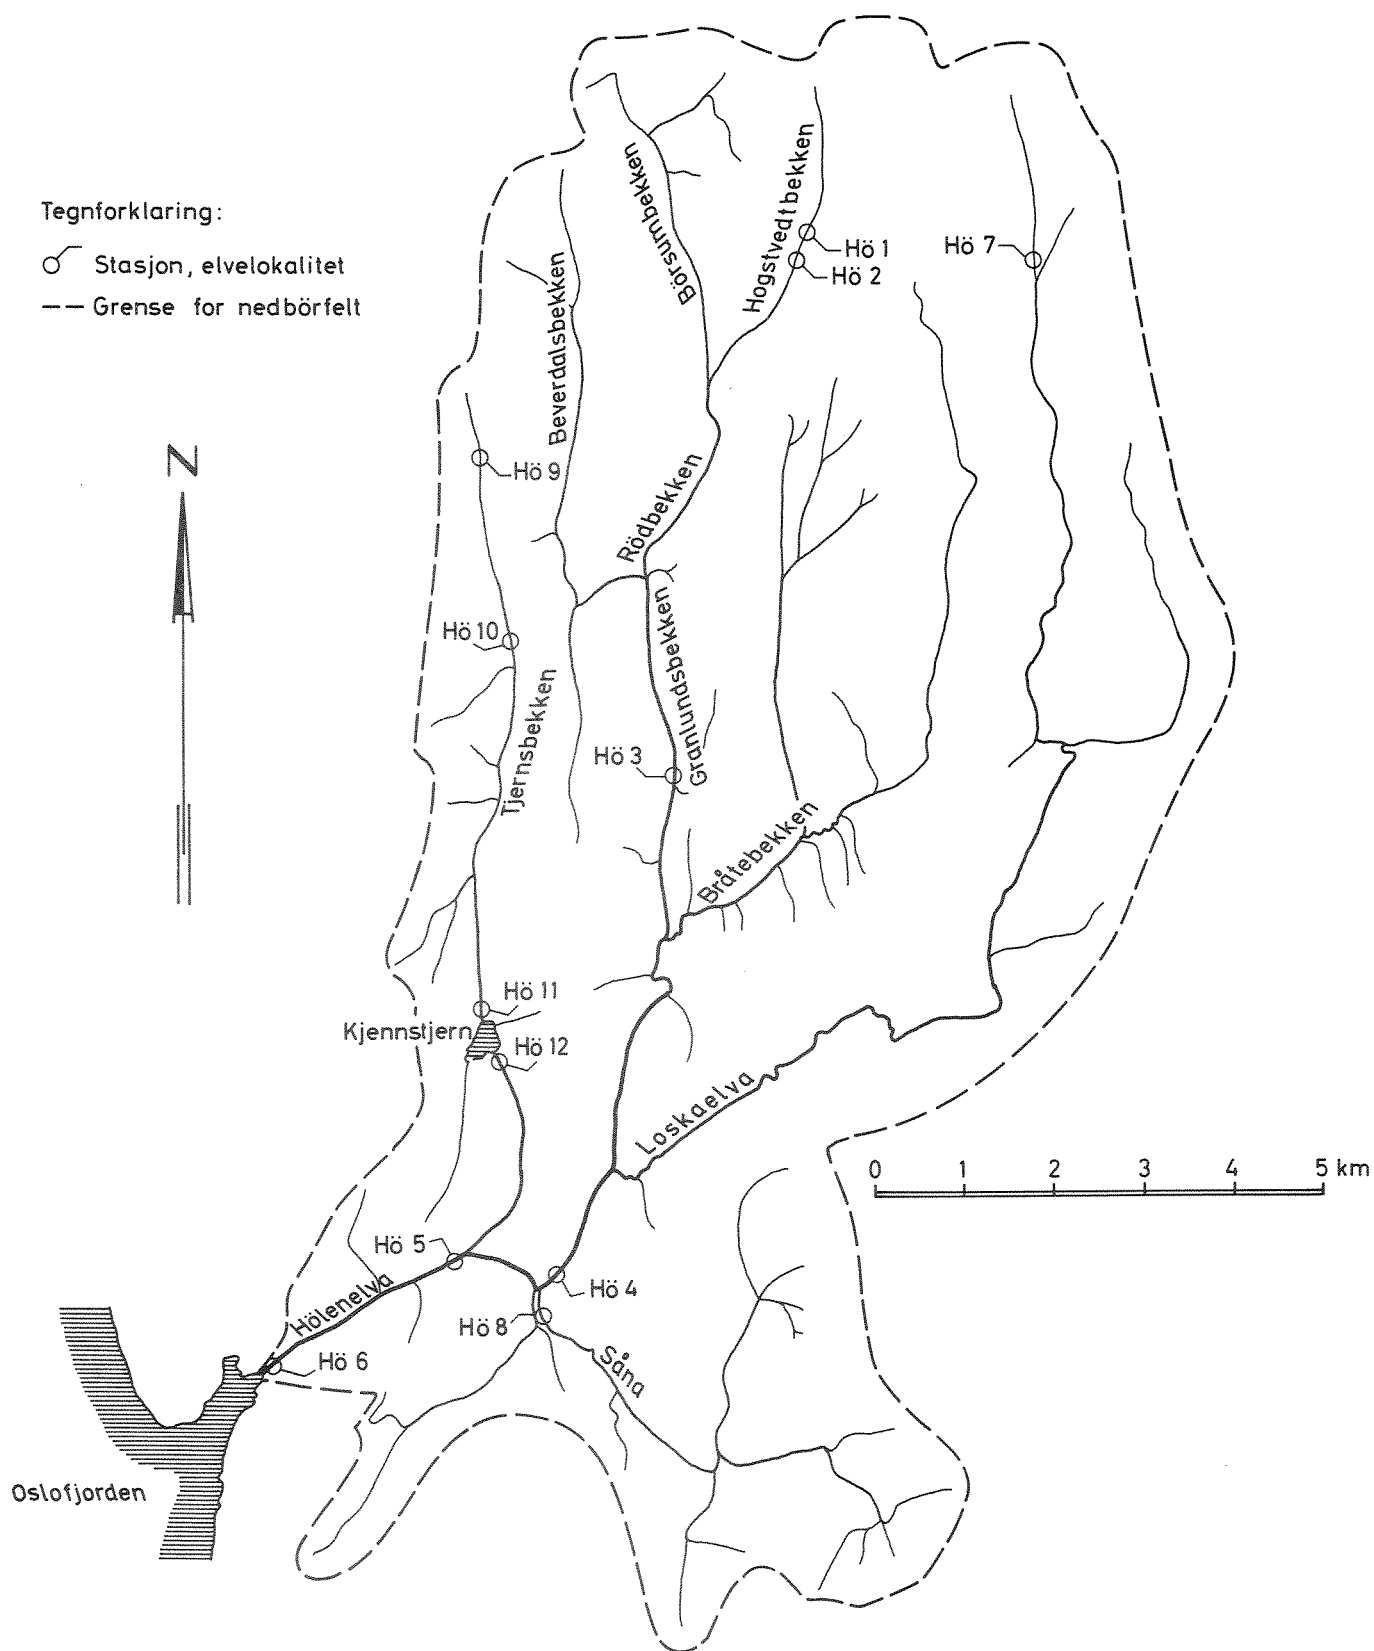 Tegnforklaring:
Stasjon, elvelokalitet
Grense for nedbörfelt
N
Börsumbekken
Hogstvedtbekken
Hö 1
Hö 2
Hö 7
Beverdalsbekken
Hö 9
Rödbekken
Hö 10
Granlundsbekken
Tjernsbekken
Hö 3
Bråtebekken
Hö 11
Kjennstjern
Hö 12
Loskaelva
0 1 2 3 4 5 km
Hö 5
Hö 4
Hölenelva
Hö 8
Såna
Hö 6
Oslofjorden